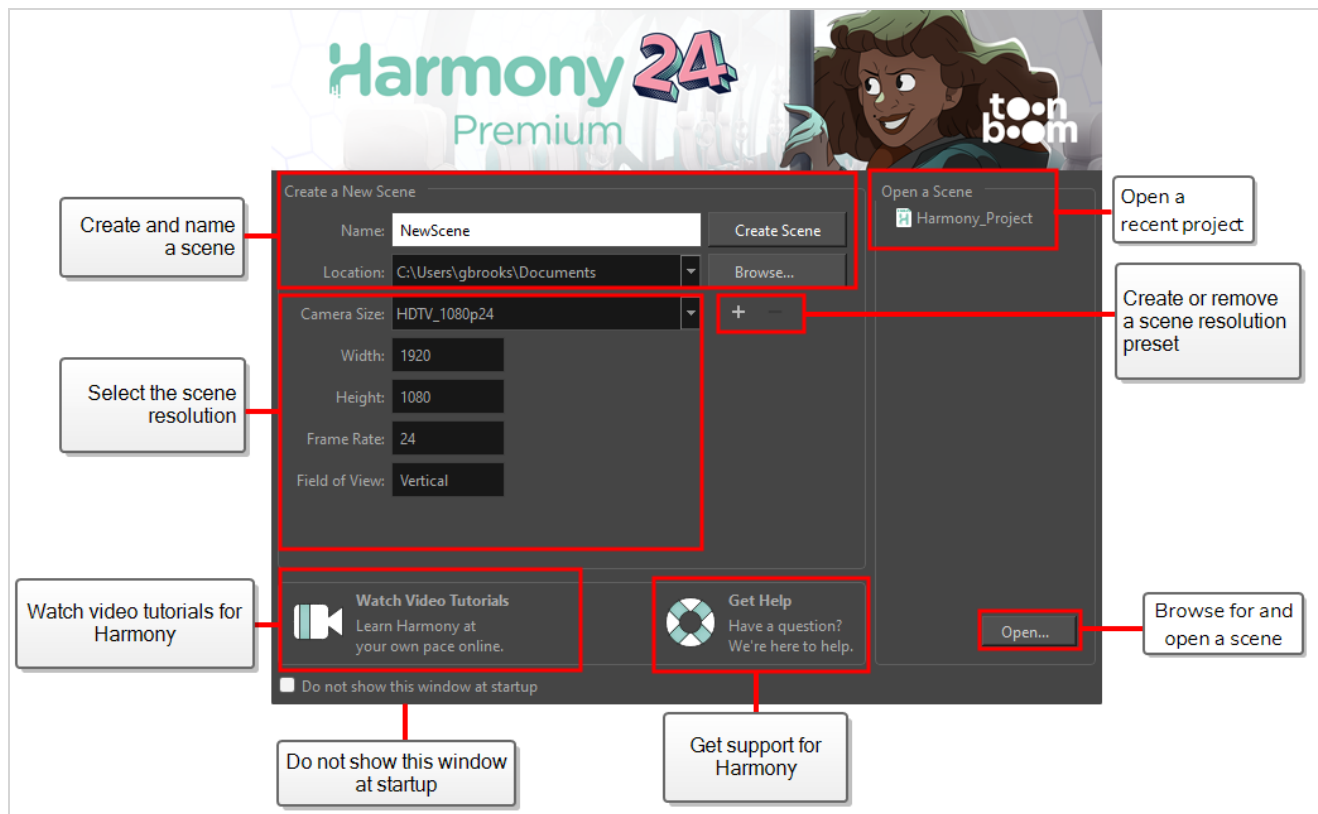 Harmony 24
Premium
toon
boom
Create a New Scene
Name: NewScene Create Scene
Location: C:\Users\gbrooks\Documents Browse...
Camera Size: HDTV_1080p24 + −
Width: 1920
Height: 1080
Frame Rate: 24
Field of View: Vertical
Open a Scene
Harmony_Project
Watch Video Tutorials
Learn Harmony at
your own pace online.
Get Help
Have a question?
We're here to help.
Open...
Do not show this window at startup
Create and name
a scene
Select the scene
resolution
Watch video tutorials for
Harmony
Do not show this window
at startup
Get support for
Harmony
Open a
recent project
Create or remove
a scene resolution
preset
Browse for and
open a scene